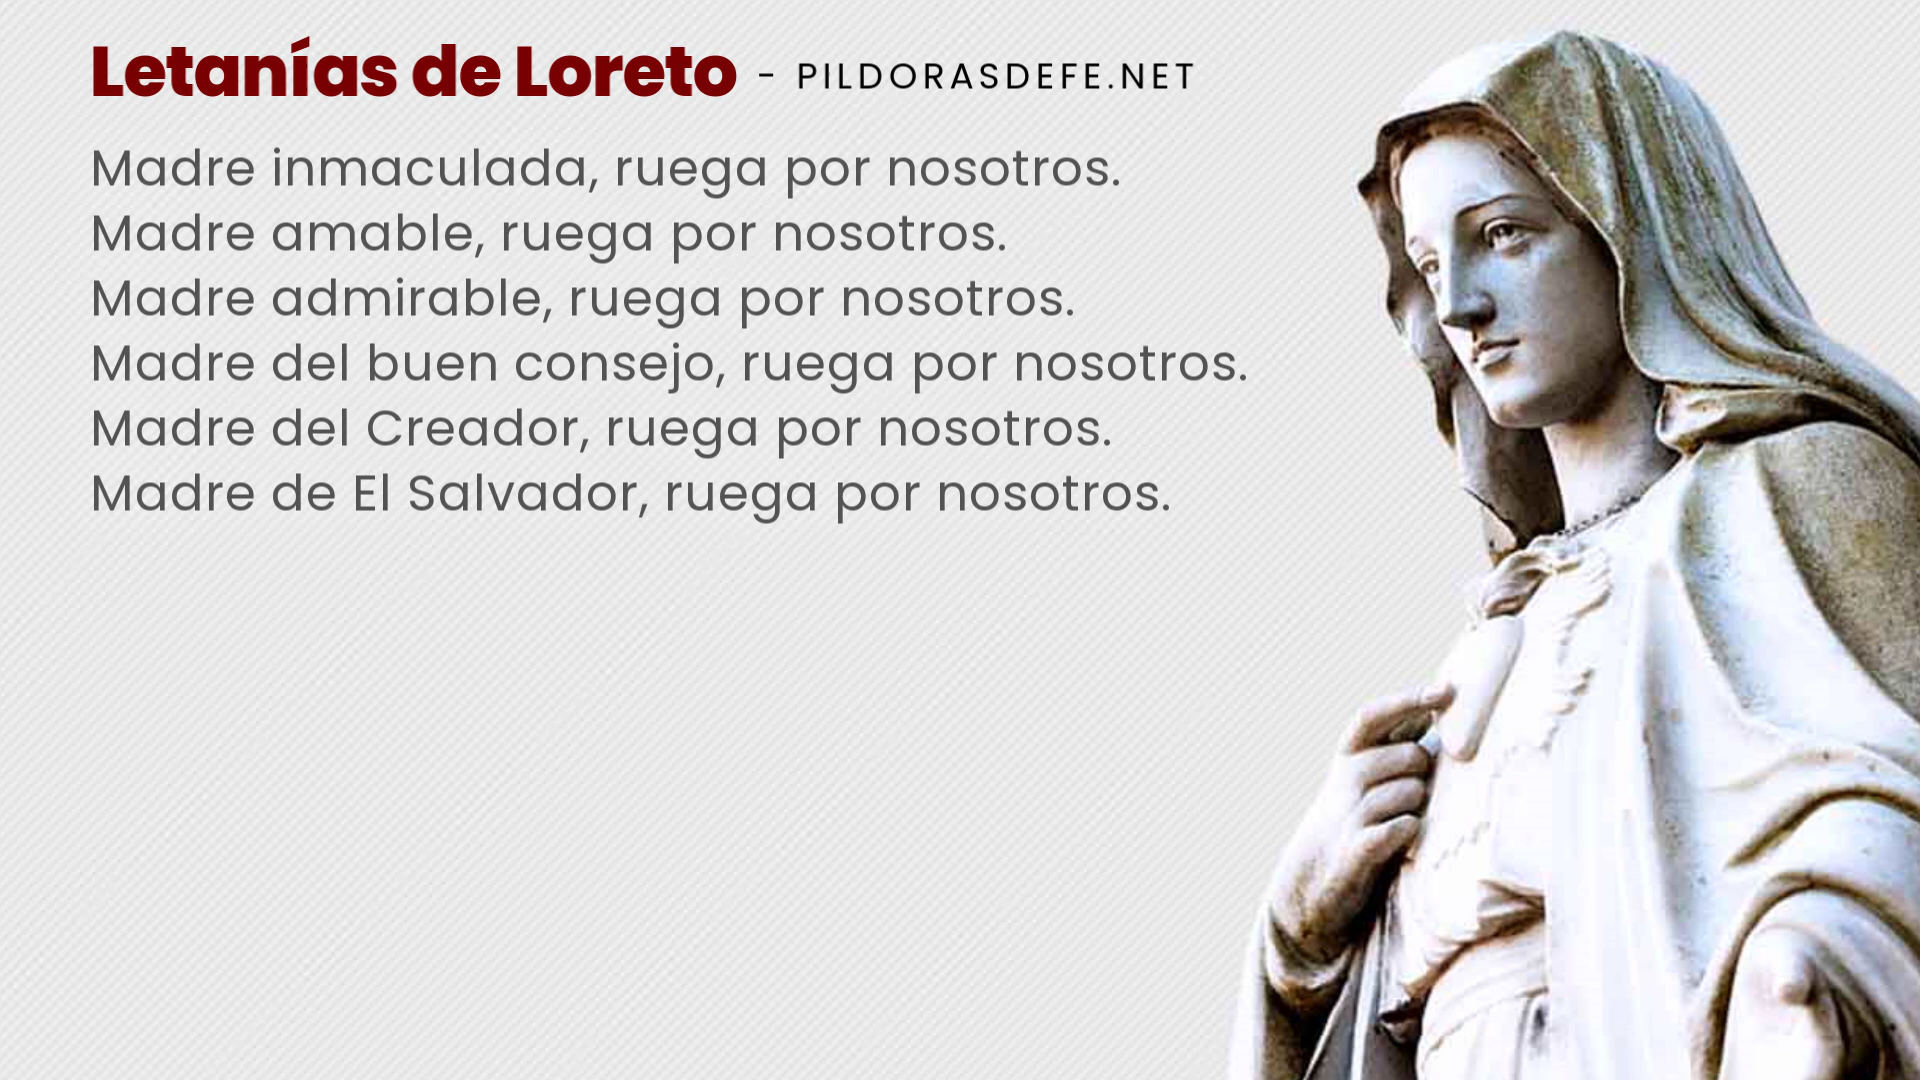 Letanías de Loreto - PILDORASDEFE.NET
Madre inmaculada, ruega por nosotros.
Madre amable, ruega por nosotros.
Madre admirable, ruega por nosotros.
Madre del buen consejo, ruega por nosotros.
Madre del Creador, ruega por nosotros.
Madre de El Salvador, ruega por nosotros.